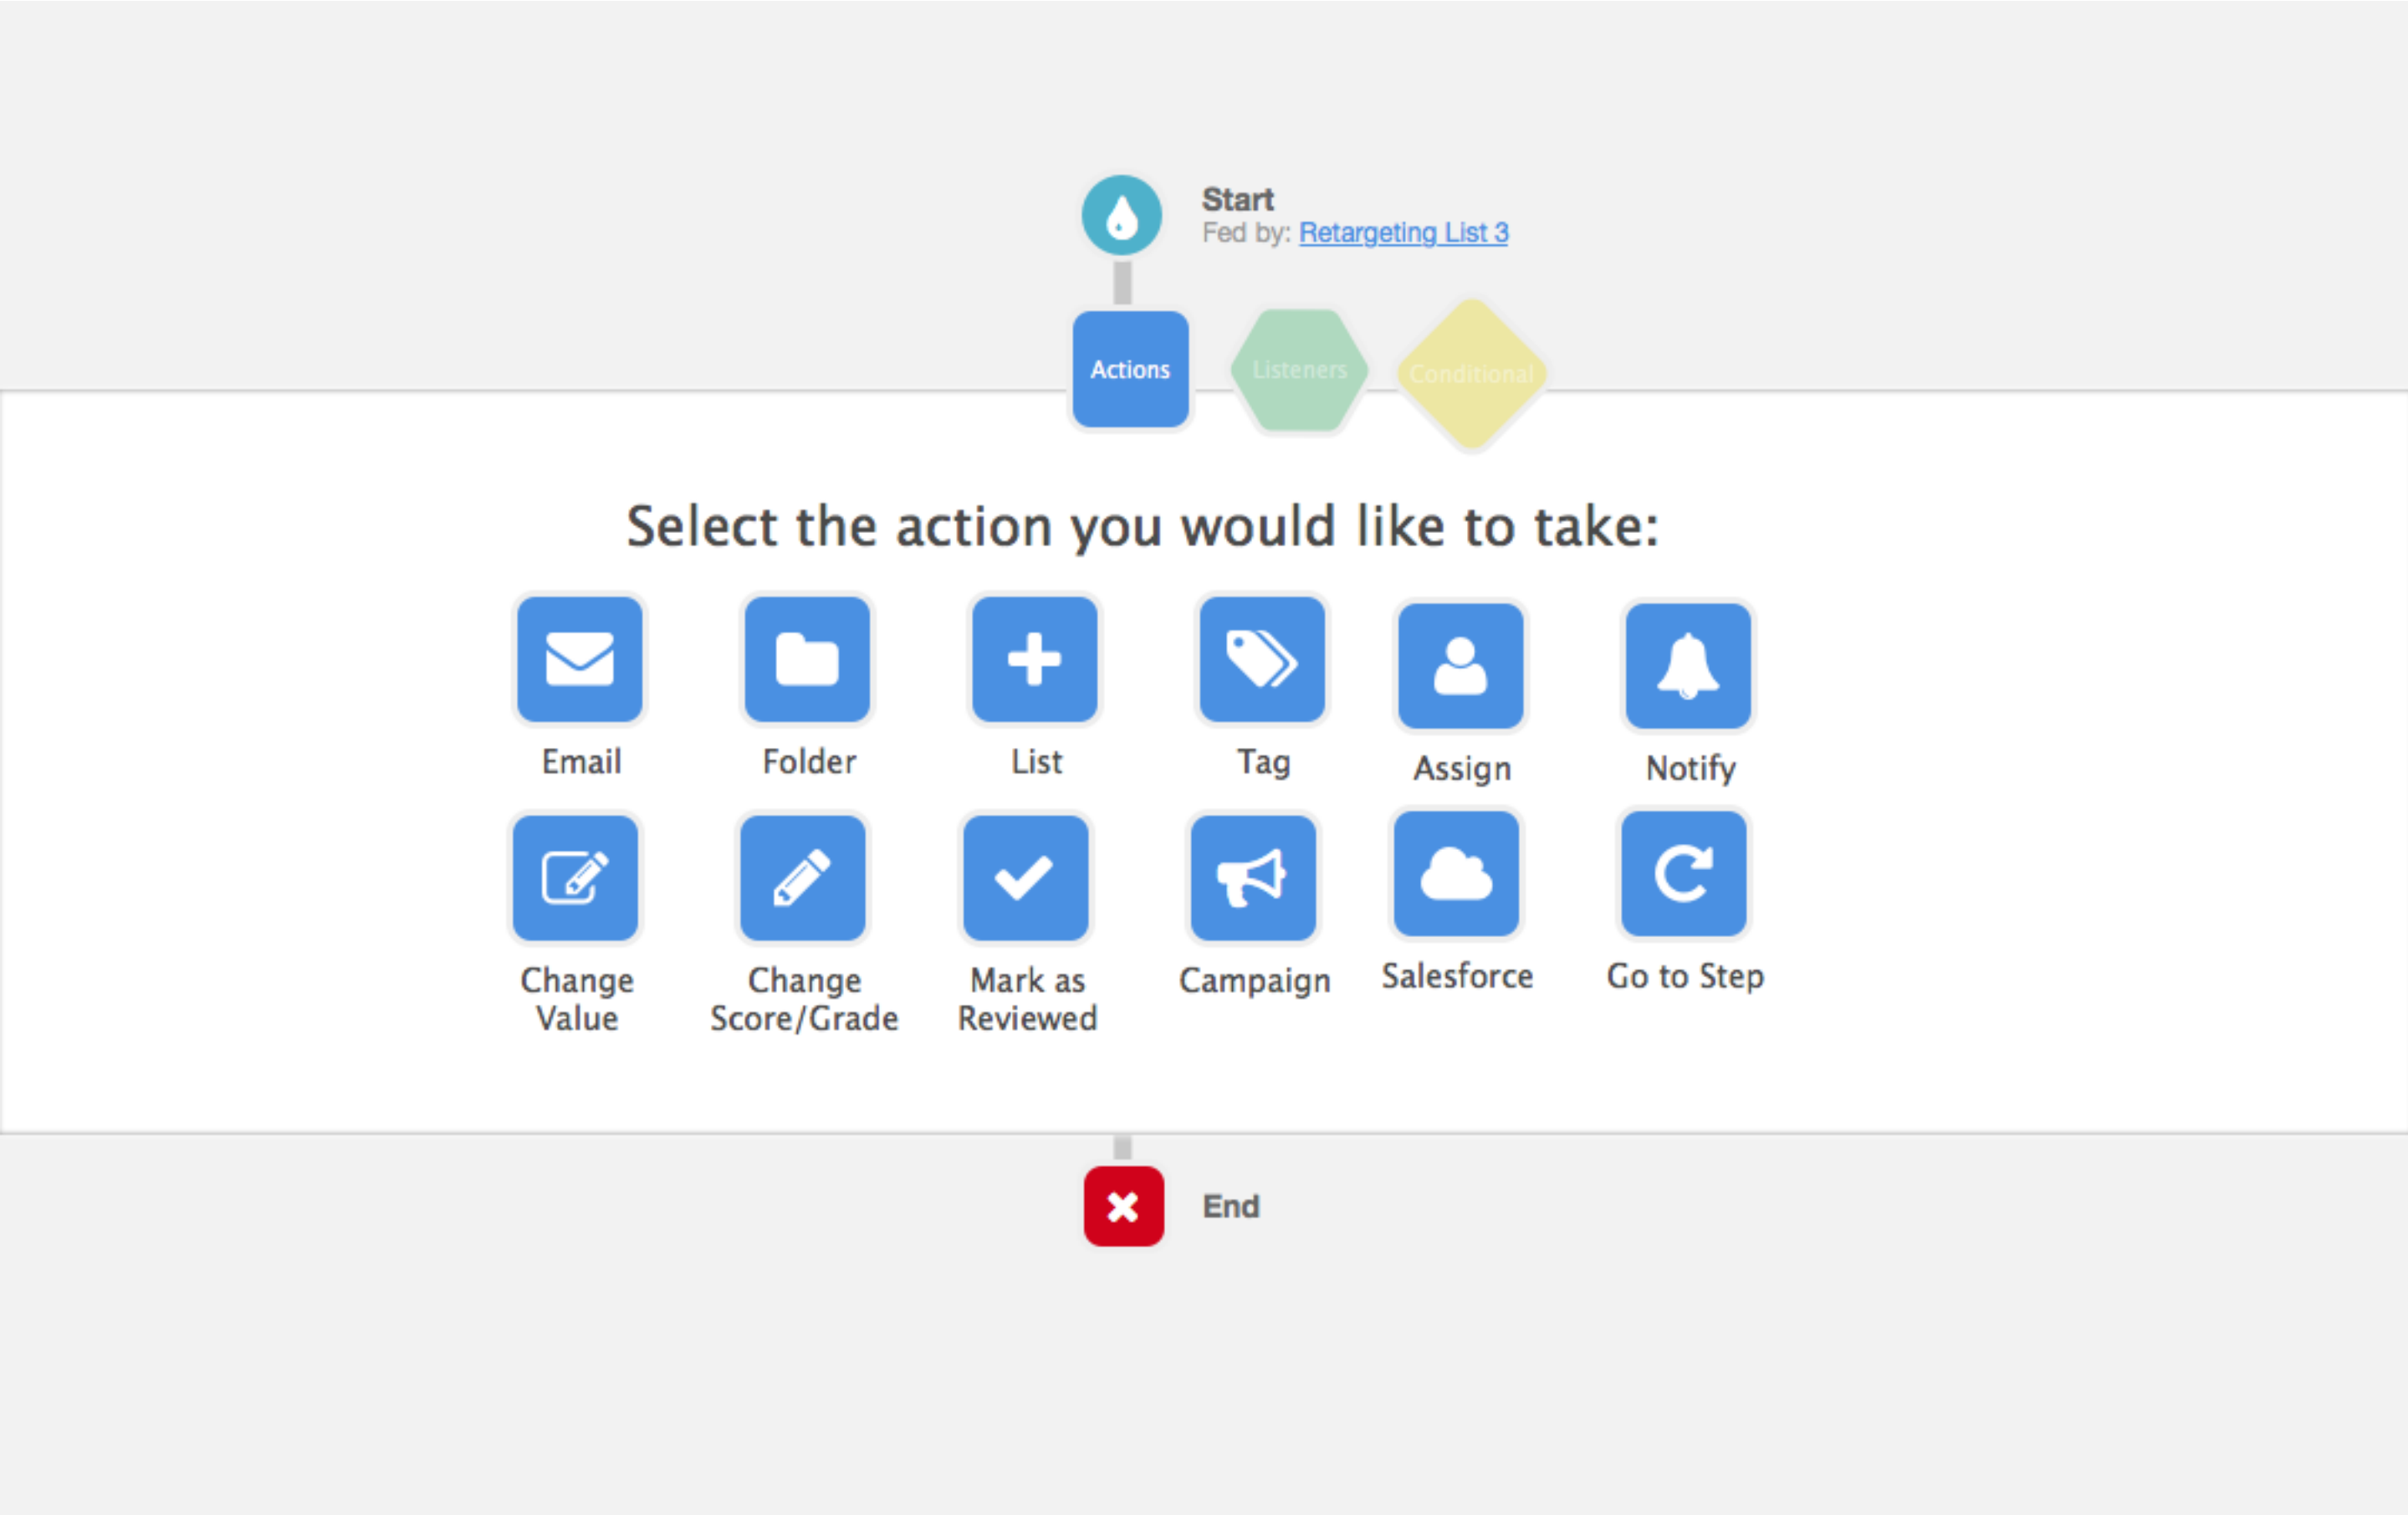 Start
Fed by: Retargeting List 3
Actions
Listeners
Conditional
Select the action you would like to take:
Email
Folder
List
Tag
Assign
Notify
Change
Value
Change
Score/Grade
Mark as
Reviewed
Campaign
Salesforce
Go to Step
End